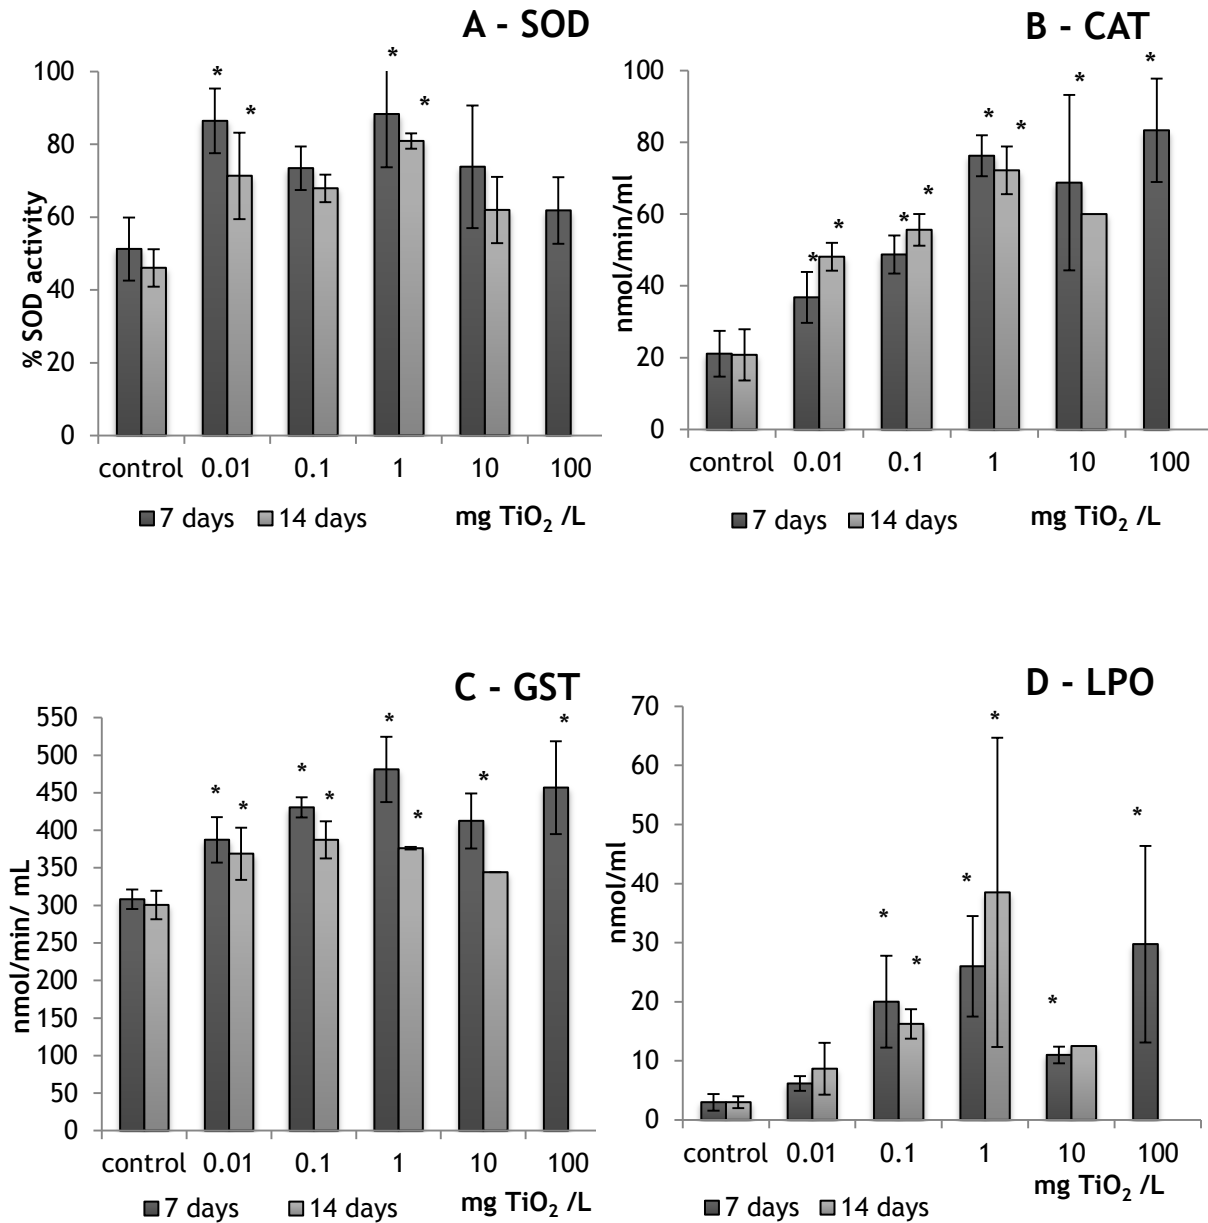 A - SOD
* * * *
% SOD activity
100
80
60
40
20
0
control 0.01 0.1 1 10 100
7 days 14 days mg TiO₂ /L
B - CAT
* * * * * * * *
nmol/min/ml
100
80
60
40
20
0
control 0.01 0.1 1 10 100
7 days 14 days mg TiO₂ /L
C - GST
* * * * * * * *
nmol/min/ mL
550
500
450
400
350
300
250
200
150
100
50
0
control 0.01 0.1 1 10 100
7 days 14 days mg TiO₂ /L
D - LPO
* * * * * *
nmol/ml
70
60
50
40
30
20
10
0
control 0.01 0.1 1 10 100
mg TiO₂ /L
7 days 14 days